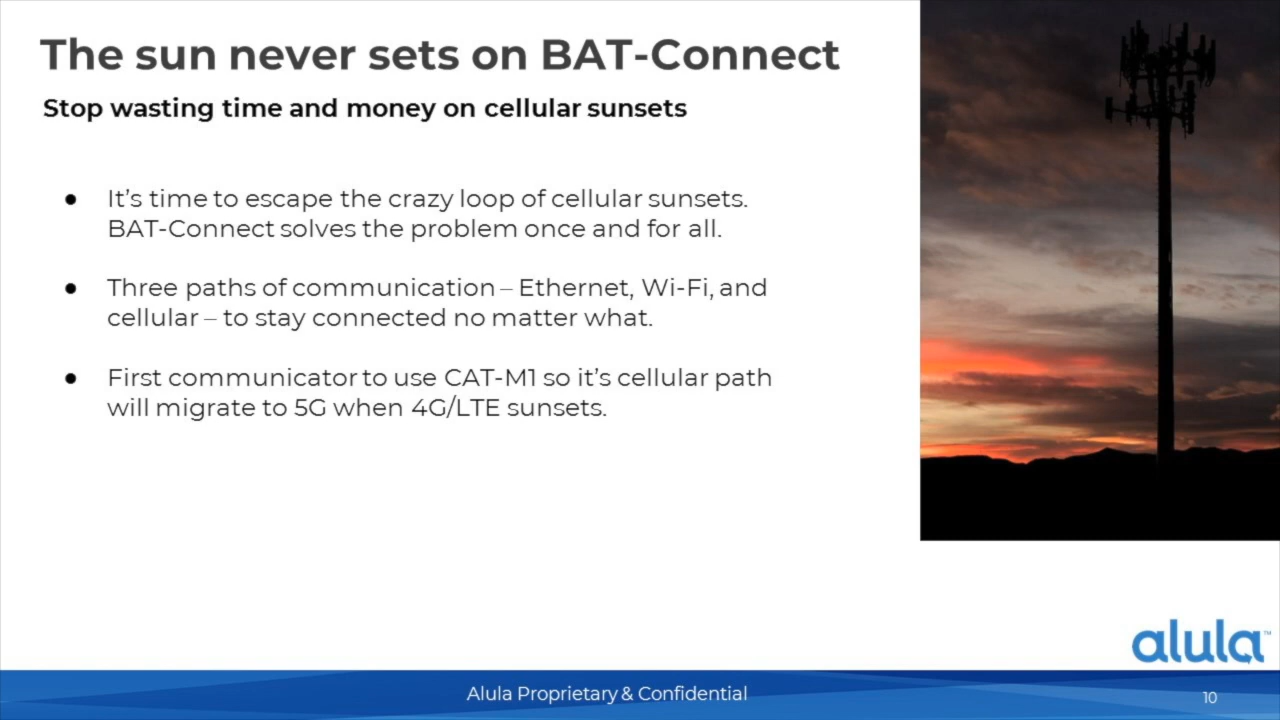 The sun never sets on BAT-Connect
Stop wasting time and money on cellular sunsets
● It’s time to escape the crazy loop of cellular sunsets.
BAT-Connect solves the problem once and for all.
● Three paths of communication – Ethernet, Wi-Fi, and
cellular – to stay connected no matter what.
● First communicator to use CAT-M1 so it’s cellular path
will migrate to 5G when 4G/LTE sunsets.
alula™
Alula Proprietary & Confidential
10